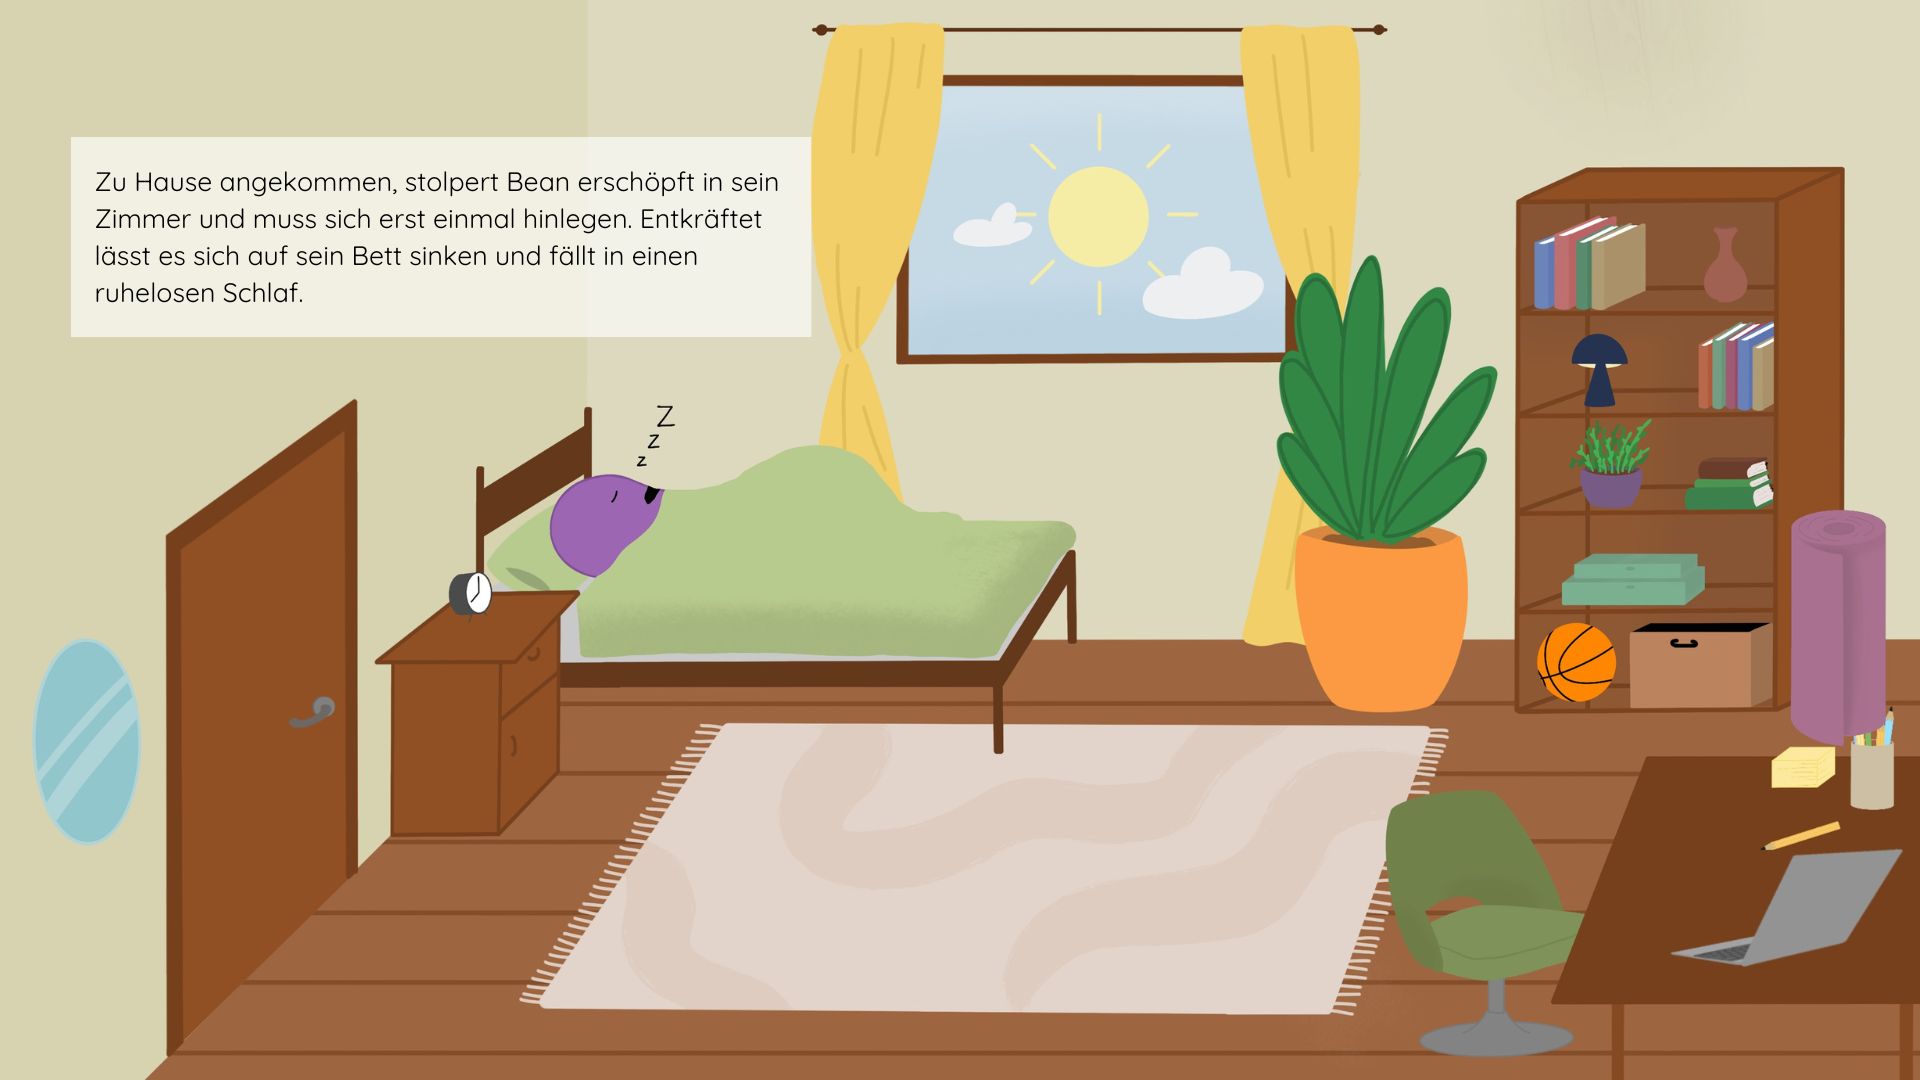 Zu Hause angekommen, stolpert Bean erschöpft in sein
Zimmer und muss sich erst einmal hinlegen. Entkräftet
lässt es sich auf sein Bett sinken und fällt in einen
ruhelosen Schlaf.
Z
z
z